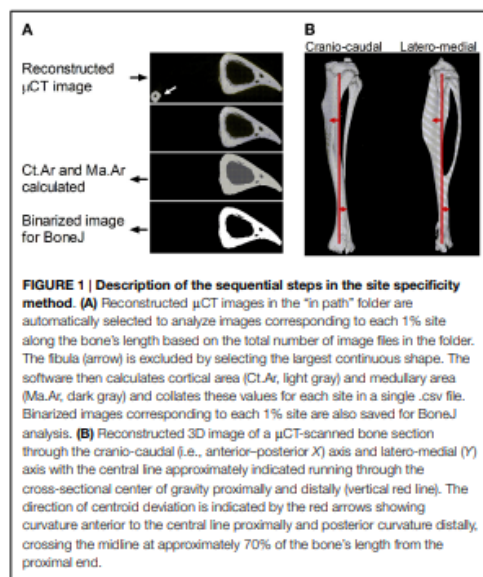 A
B
Cranio-caudal Latero-medial
Reconstructed
μCT image
Ct.Ar and Ma.Ar
calculated
Binarized image
for BoneJ
FIGURE 1 | Description of the sequential steps in the site specificity
method. (A) Reconstructed μCT images in the "in path" folder are
automatically selected to analyze images corresponding to each 1% site
along the bone's length based on the total number of image files in the folder.
The fibula (arrow) is excluded by selecting the largest continuous shape. The
software then calculates cortical area (Ct.Ar, light gray) and medullary area
(Ma.Ar, dark gray) and collates these values for each site in a single .csv file.
Binarized images corresponding to each 1% site are also saved for BoneJ
analysis. (B) Reconstructed 3D image of a μCT-scanned bone section
through the cranio-caudal (i.e., anterior–posterior X) axis and latero-medial (Y)
axis with the central line approximately indicated running through the
cross-sectional center of gravity proximally and distally (vertical red line). The
direction of centroid deviation is indicated by the red arrows showing
curvature anterior to the central line proximally and posterior curvature distally,
crossing the midline at approximately 70% of the bone's length from the
proximal end.